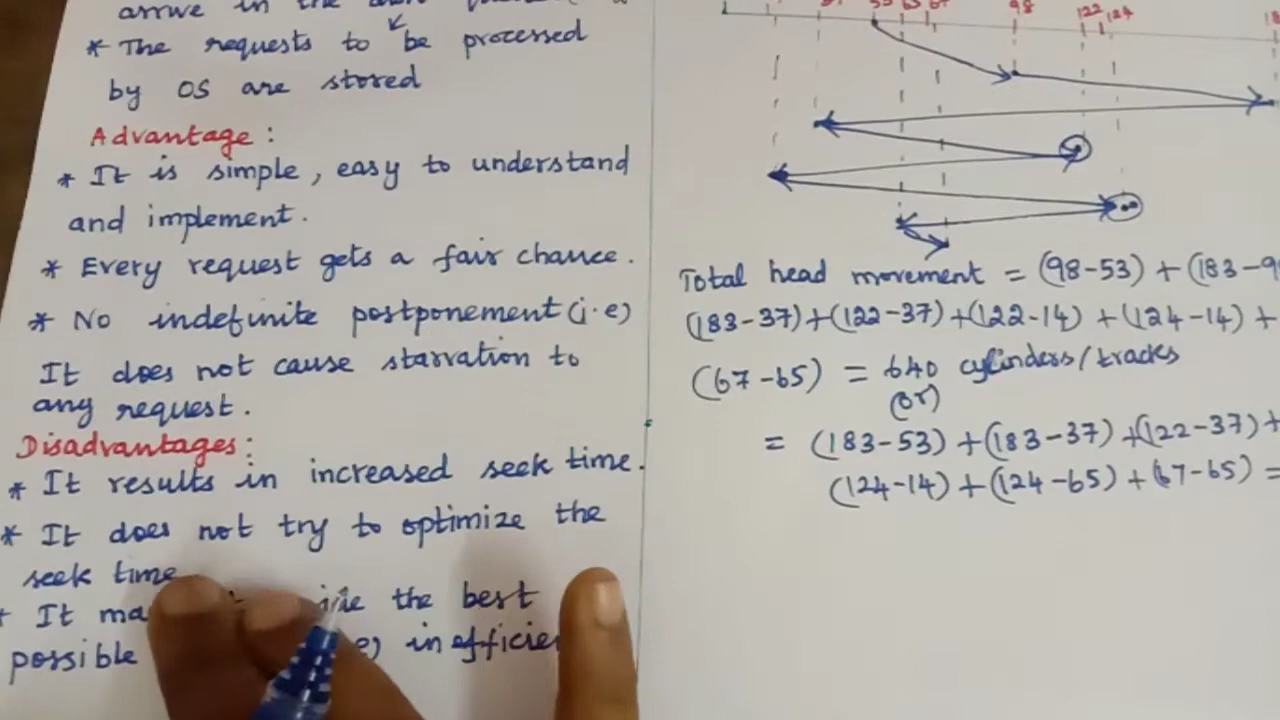 arrive in the
* The requests to be processed
by OS are stored
Advantage :
* It is simple, easy to understand
and implement.
* Every request gets a fair chance.
* No indefinite postponement (i.e)
It does not cause starvation to
any request.
Disadvantages :
* It results in increased seek time.
* It does not try to optimize the
seek time
* It the best
possible
98 122 124
Total head movement = (98-53) + (183-9
(183-37)+(122-37)+(122-14) + (124-14) +
(67-65) = 640 cylinders/tracks
(or)
= (183-53) + (183-37) + (122-37) +
(124-14) + (124-65) + (67-65) =